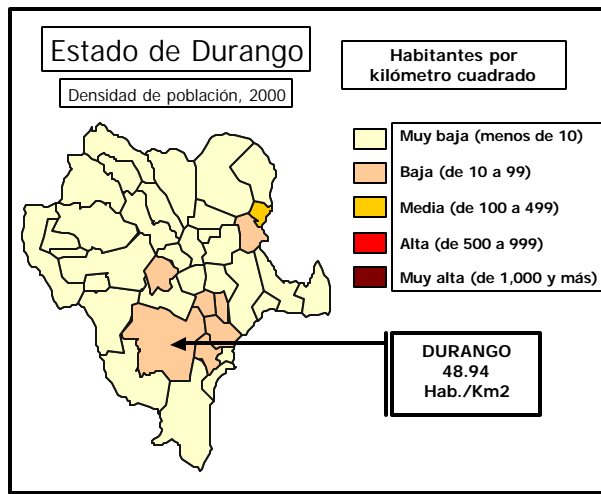 Estado de Durango
Densidad de población, 2000
Habitantes por
kilómetro cuadrado
Muy baja (menos de 10)
Baja (de 10 a 99)
Media (de 100 a 499)
Alta (de 500 a 999)
Muy alta (de 1,000 y más)
DURANGO
48.94
Hab./Km2